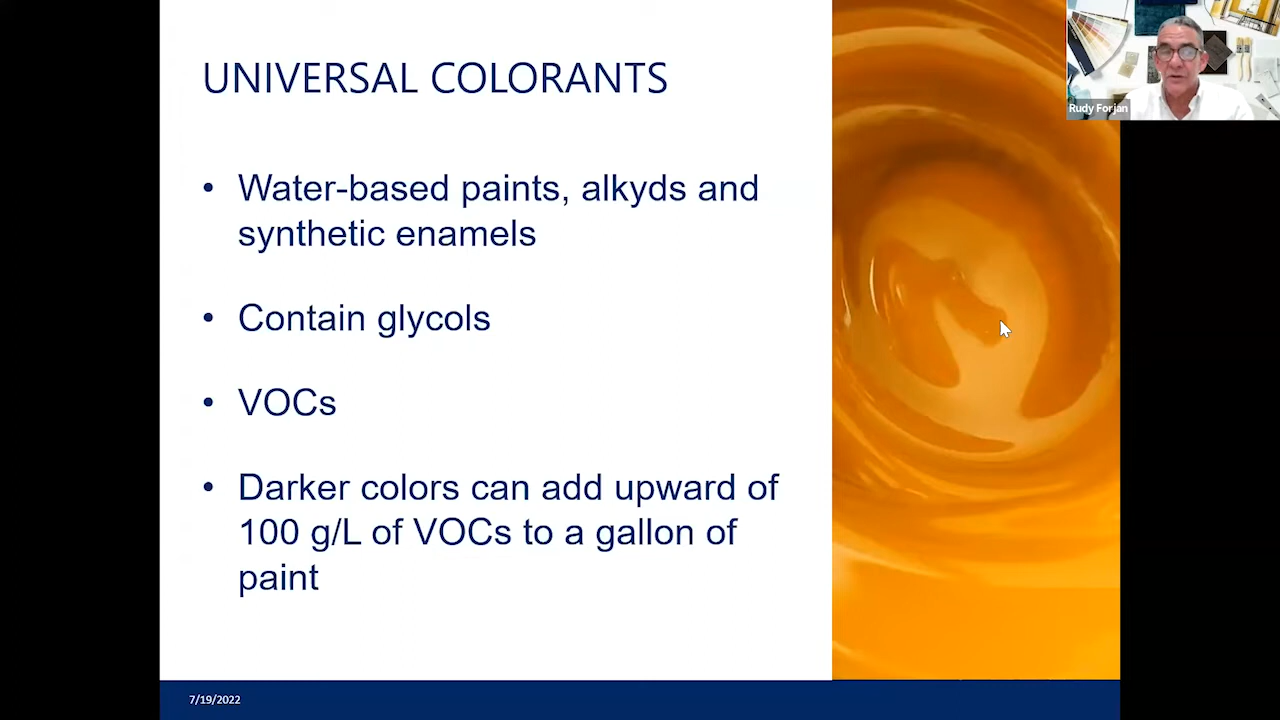 UNIVERSAL COLORANTS
• Water-based paints, alkyds and
synthetic enamels
• Contain glycols
• VOCs
• Darker colors can add upward of
100 g/L of VOCs to a gallon of
paint
7/19/2022
Rudy Forjan